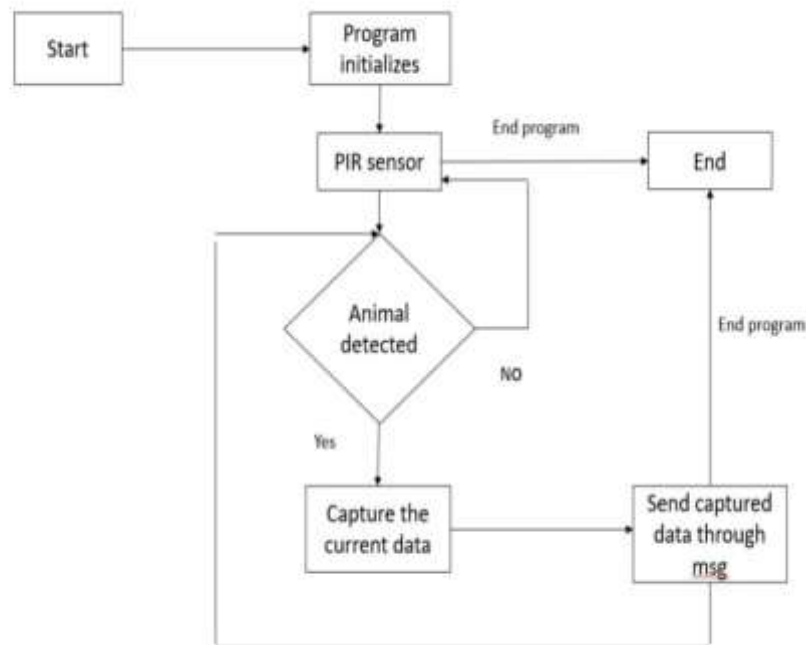 Start
Program
initializes
End program
PIR sensor
End
Animal
detected
End program
NO
Yes
Capture the
current data
Send captured
data through
msg